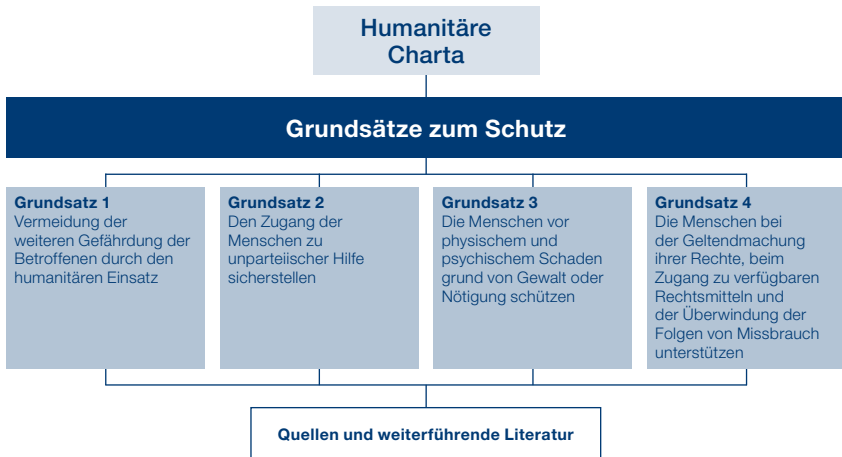 Humanitäre
Charta
Grundsätze zum Schutz
Grundsatz 1
Vermeidung der
weiteren Gefährdung der
Betroffenen durch den
humanitären Einsatz
Grundsatz 2
Den Zugang der
Menschen zu
unparteiischer Hilfe
sicherstellen
Grundsatz 3
Die Menschen vor
physischem und
psychischem Schaden
grund von Gewalt oder
Nötigung schützen
Grundsatz 4
Die Menschen bei
der Geltendmachung
ihrer Rechte, beim
Zugang zu verfügbaren
Rechtsmitteln und
der Überwindung der
Folgen von Missbrauch
unterstützen
Quellen und weiterführende Literatur